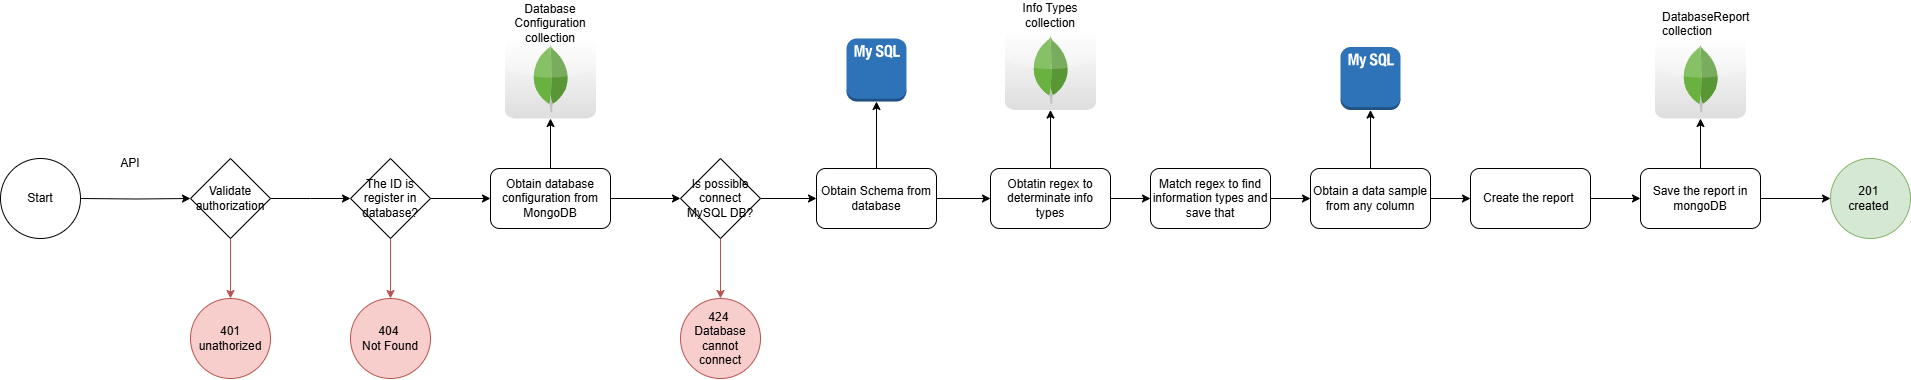 Database
Configuration
collection
My SQL
Info Types
collection
My SQL
DatabaseReport
collection
Start
API
Validate
authorization
The ID is
register in
database?
Obtain database
configuration from
MongoDB
Is possible
connect
MySQL DB?
Obtain Schema from
database
Obtatin regex to
determinate info
types
Match regex to find
information types and
save that
Obtain a data sample
from any column
Create the report
Save the report in
mongoDB
201
created
401
unathorized
404
Not Found
424
Database
cannot
connect